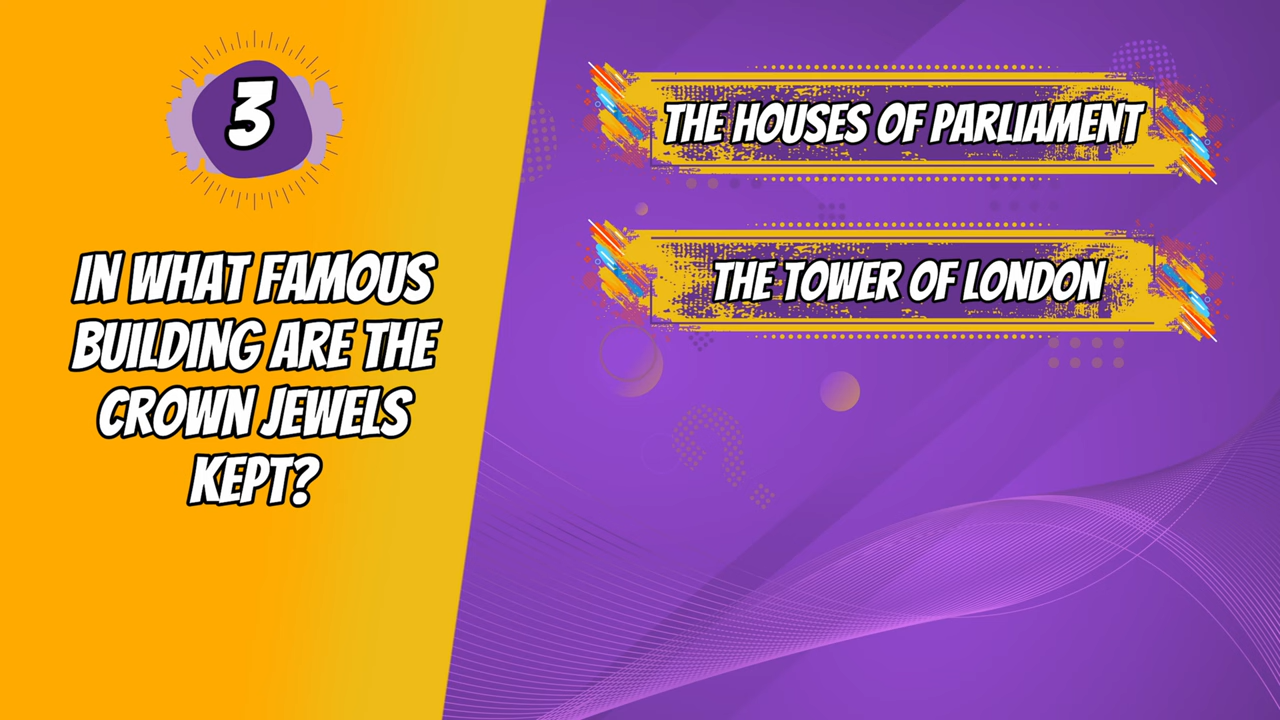 3
IN WHAT FAMOUS
BUILDING ARE THE
CROWN JEWELS
KEPT?
THE HOUSES OF PARLIAMENT
THE TOWER OF LONDON